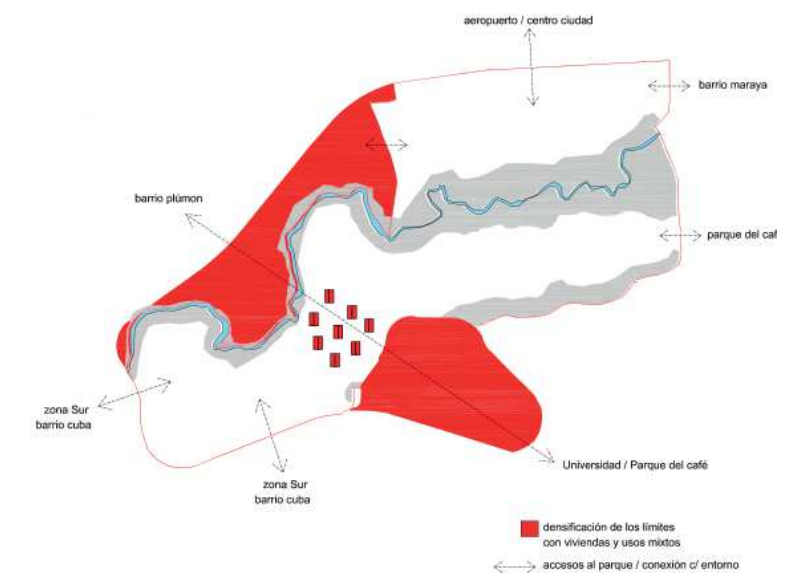 aeropuerto / centro ciudad
barrio maraya
barrio plúmon
parque del caf
zona Sur
barrio cuba
zona Sur
barrio cuba
Universidad / Parque del café
densificación de los límites
con viviendas y usos mixtos
accesos al parque / conexión c/ entorno